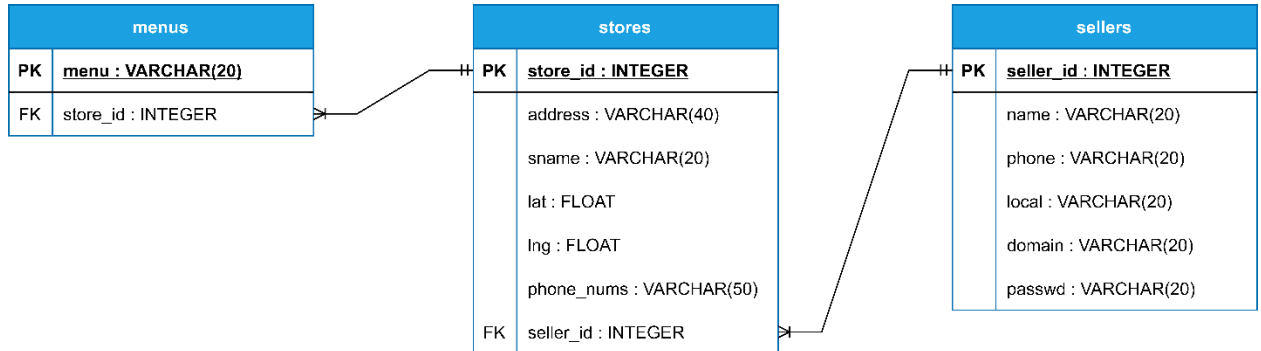 menus
PK menu : VARCHAR(20)
FK store_id : INTEGER
stores
PK store_id : INTEGER
address : VARCHAR(40)
sname : VARCHAR(20)
lat : FLOAT
lng : FLOAT
phone_nums : VARCHAR(50)
FK seller_id : INTEGER
sellers
PK seller_id : INTEGER
name : VARCHAR(20)
phone : VARCHAR(20)
local : VARCHAR(20)
domain : VARCHAR(20)
passwd : VARCHAR(20)